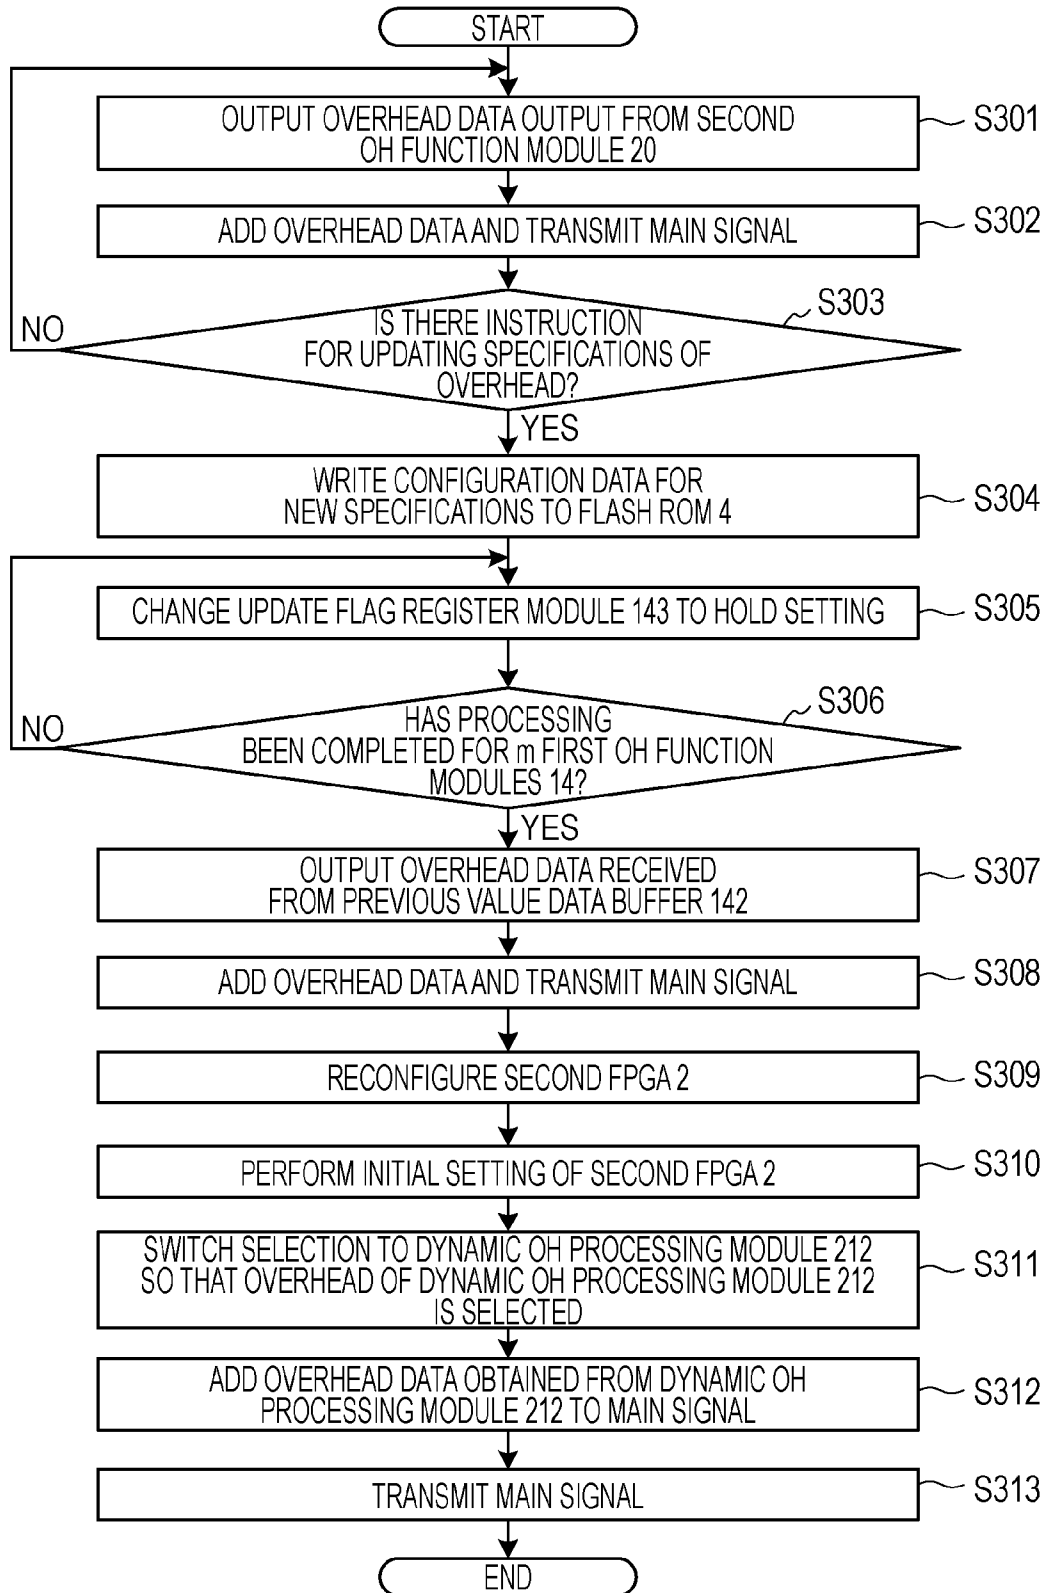 START
OUTPUT OVERHEAD DATA OUTPUT FROM SECOND
OH FUNCTION MODULE 20
S301
ADD OVERHEAD DATA AND TRANSMIT MAIN SIGNAL
S302
S303
NO
IS THERE INSTRUCTION
FOR UPDATING SPECIFICATIONS OF
OVERHEAD?
YES
WRITE CONFIGURATION DATA FOR
NEW SPECIFICATIONS TO FLASH ROM 4
S304
CHANGE UPDATE FLAG REGISTER MODULE 143 TO HOLD SETTING
S305
S306
NO
HAS PROCESSING
BEEN COMPLETED FOR m FIRST OH FUNCTION
MODULES 14?
YES
OUTPUT OVERHEAD DATA RECEIVED
FROM PREVIOUS VALUE DATA BUFFER 142
S307
ADD OVERHEAD DATA AND TRANSMIT MAIN SIGNAL
S308
RECONFIGURE SECOND FPGA 2
S309
PERFORM INITIAL SETTING OF SECOND FPGA 2
S310
SWITCH SELECTION TO DYNAMIC OH PROCESSING MODULE 212
SO THAT OVERHEAD OF DYNAMIC OH PROCESSING MODULE 212
IS SELECTED
S311
ADD OVERHEAD DATA OBTAINED FROM DYNAMIC OH
PROCESSING MODULE 212 TO MAIN SIGNAL
S312
TRANSMIT MAIN SIGNAL
S313
END